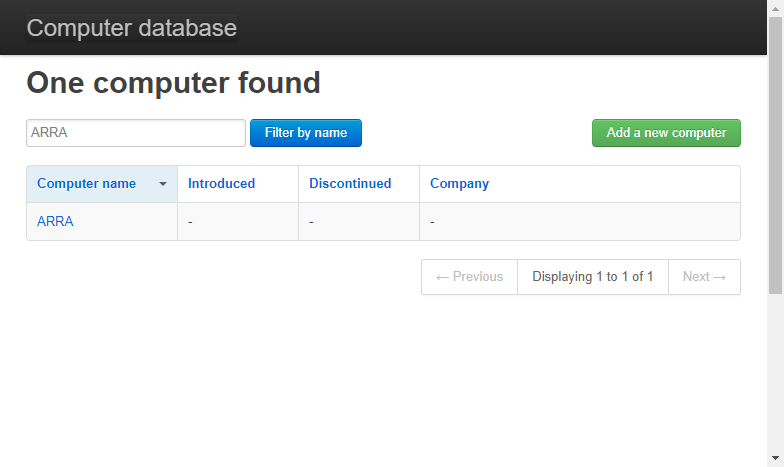 Computer database
One computer found
ARRA Filter by name Add a new computer
Computer name Introduced Discontinued Company
ARRA - - -
← Previous Displaying 1 to 1 of 1 Next →